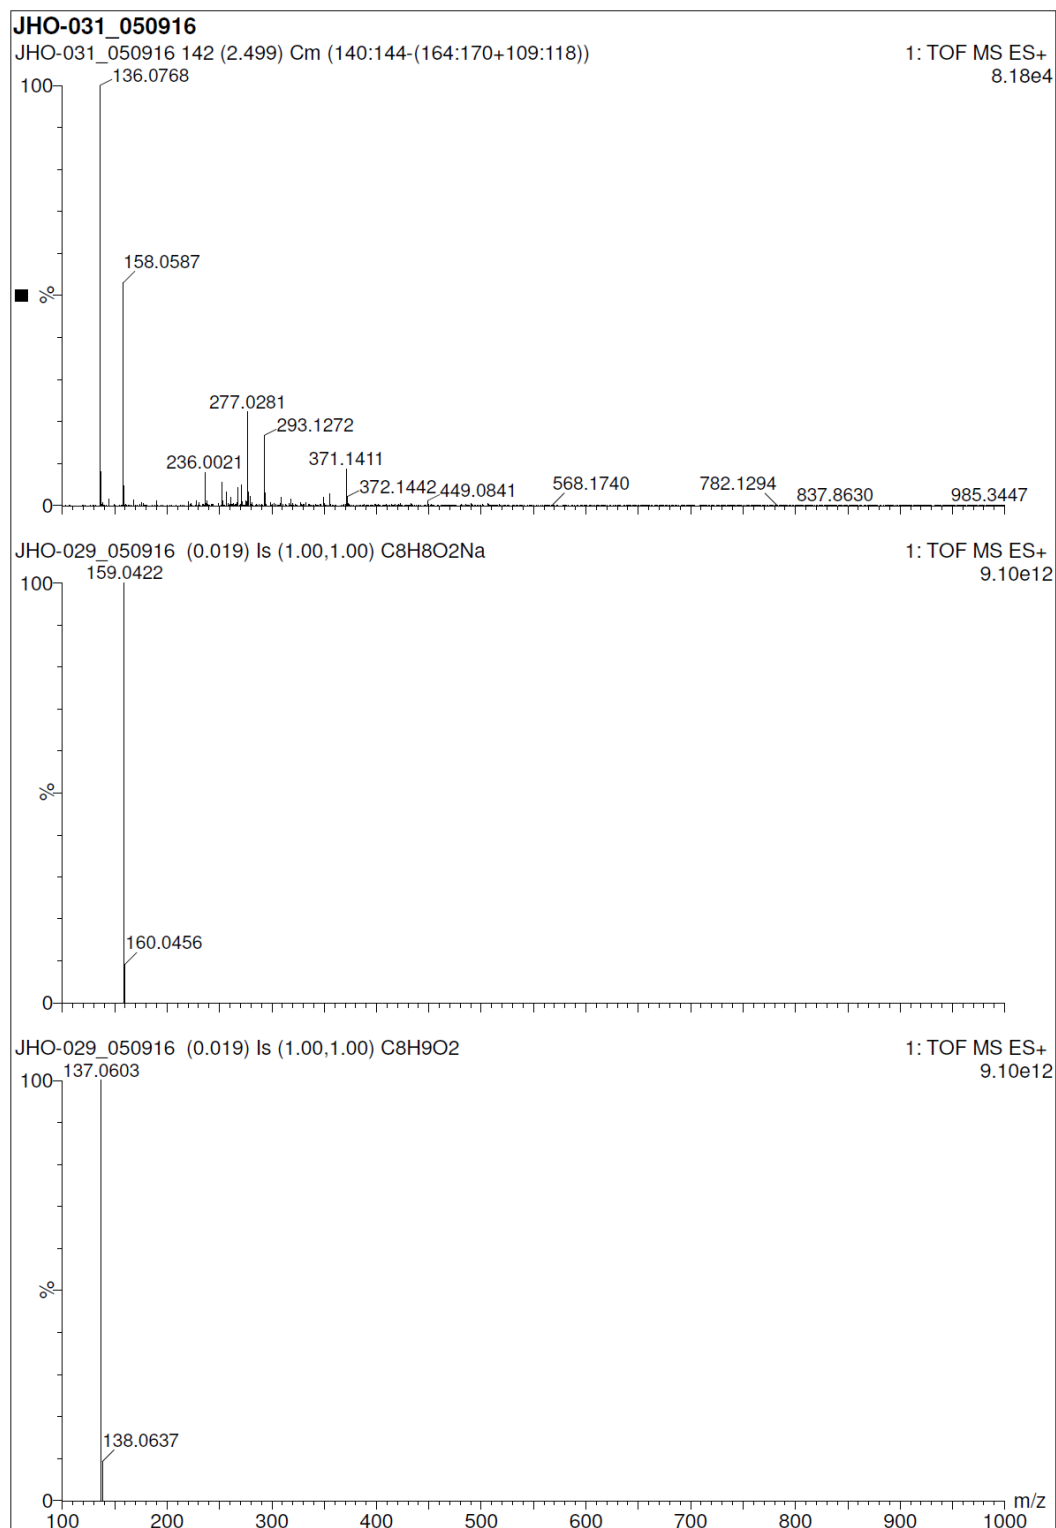 JHO-031_050916
JHO-031_050916 142 (2.499) Cm (140:144-(164:170+109:118))
1: TOF MS ES+
8.18e4
100
136.0768
158.0587
%
277.0281
293.1272
236.0021
371.1411
372.1442
449.0841
568.1740
782.1294
837.8630
985.3447
0
JHO-029_050916 (0.019) Is (1.00,1.00) C8H8O2Na
1: TOF MS ES+
9.10e12
100
159.0422
%
160.0456
0
JHO-029_050916 (0.019) Is (1.00,1.00) C8H9O2
1: TOF MS ES+
9.10e12
100
137.0603
%
138.0637
0
m/z
100 200 300 400 500 600 700 800 900 1000